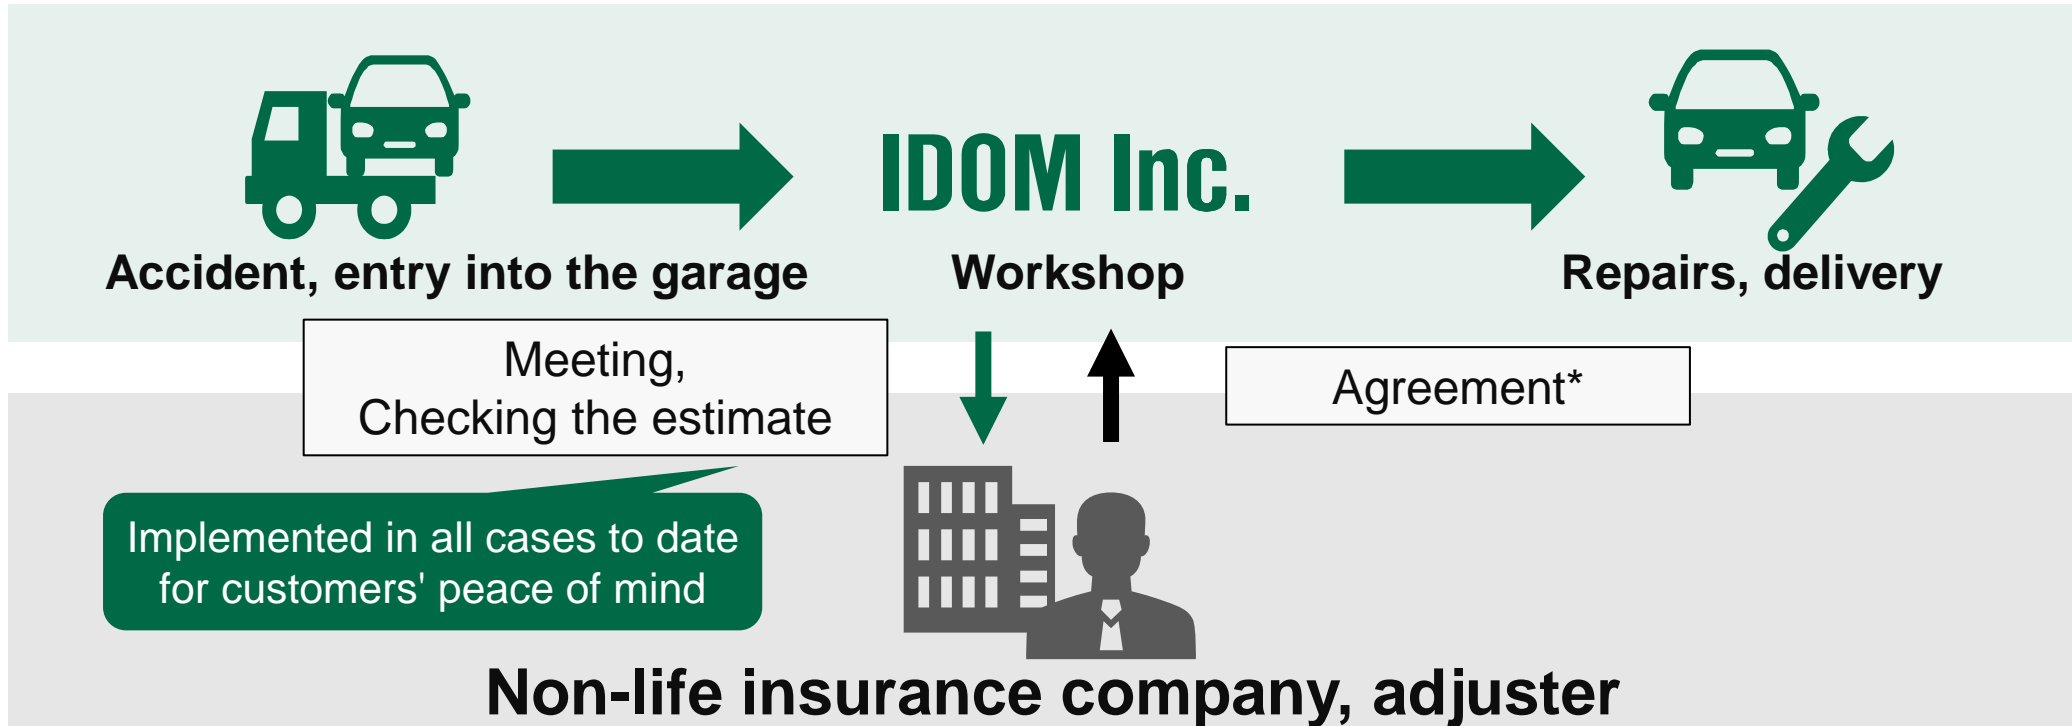 IDOM Inc.
Accident, entry into the garage
Workshop
Repairs, delivery
Meeting,
Checking the estimate
Agreement*
Implemented in all cases to date
for customers' peace of mind
Non-life insurance company, adjuster